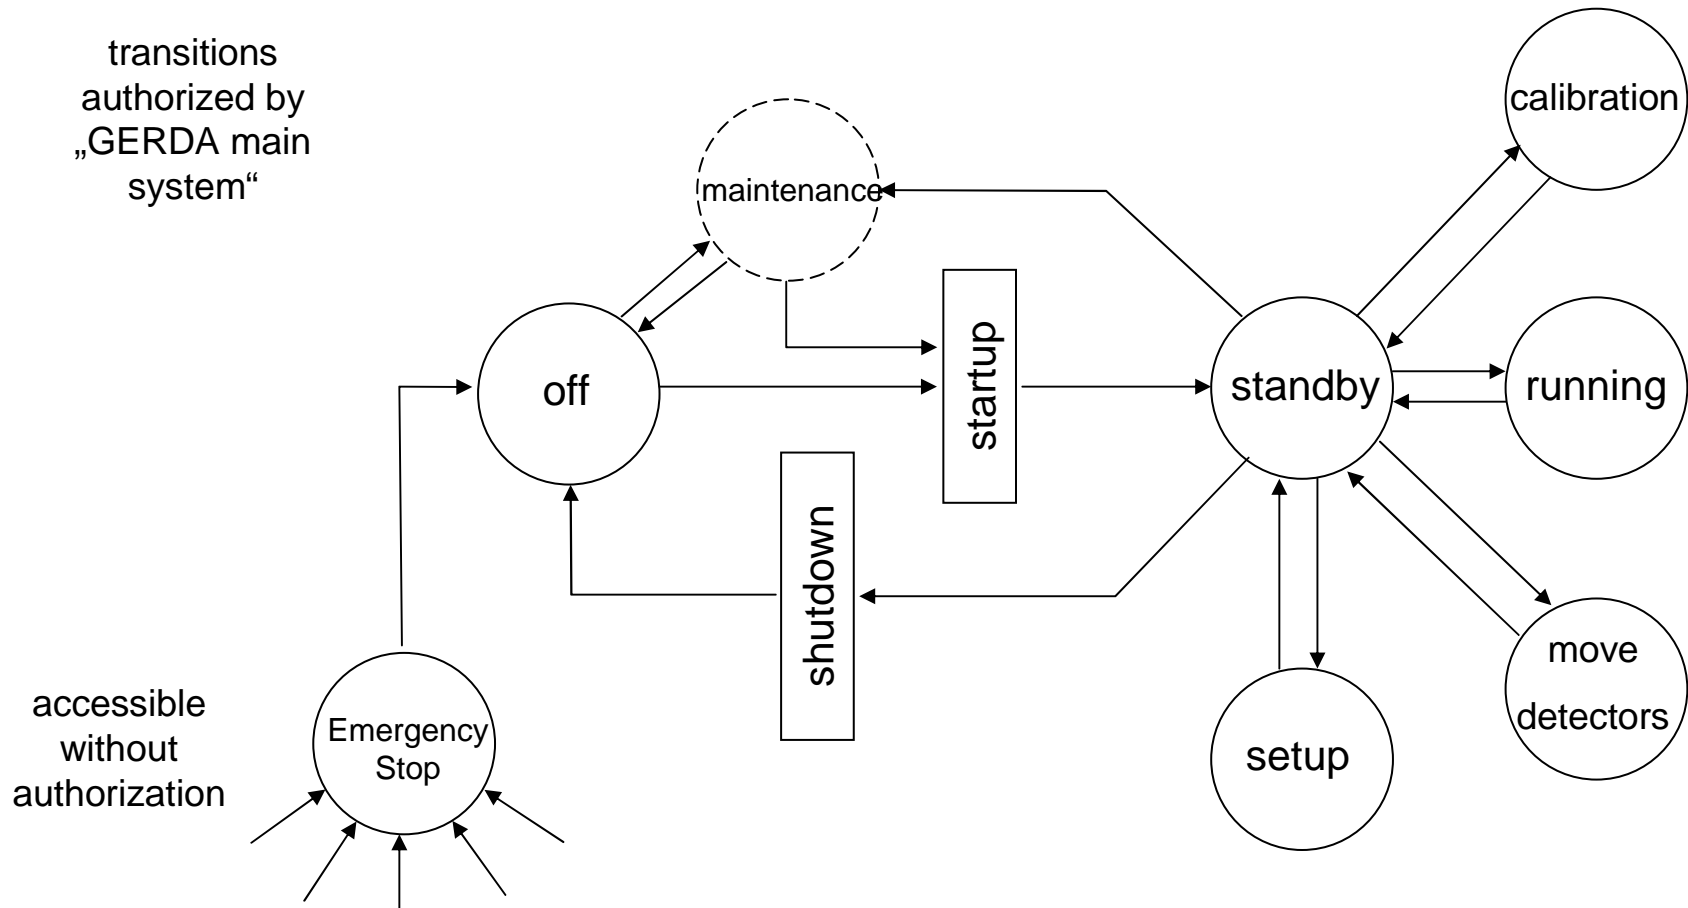 transitions
authorized by
„GERDA main
system“
calibration
maintenance
startup
off
standby
running
shutdown
move
detectors
accessible
without
authorization
Emergency
Stop
setup